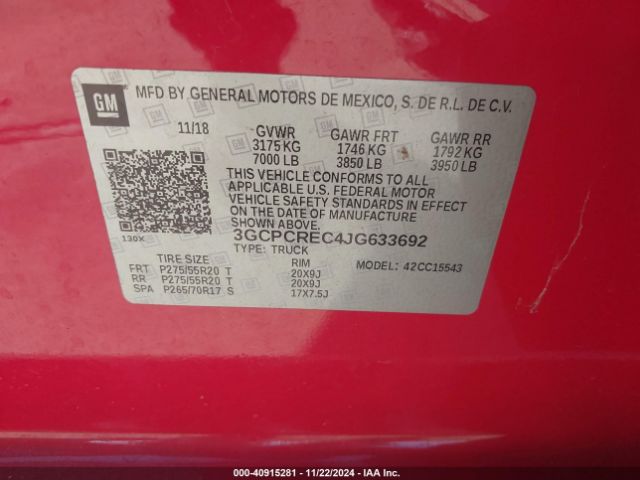 GM
MFD BY GENERAL MOTORS DE MEXICO, S. DE R.L. DE C.V.
11/18 GVWR GAWR FRT GAWR RR
3175 KG 1746 KG 1792 KG
7000 LB 3850 LB 3950 LB
THIS VEHICLE CONFORMS TO ALL
APPLICABLE U.S. FEDERAL MOTOR
VEHICLE SAFETY STANDARDS IN EFFECT
ON THE DATE OF MANUFACTURE
SHOWN ABOVE.
130X 3GCPCREC4JG633692
TYPE: TRUCK
TIRE SIZE RIM MODEL: 42CC15543
FRT P275/55R20 T 20X9J
RR P275/55R20 T 20X9J
SPA P265/70R17 S 17X7.5J
000-40915281 - 11/22/2024 - IAA Inc.